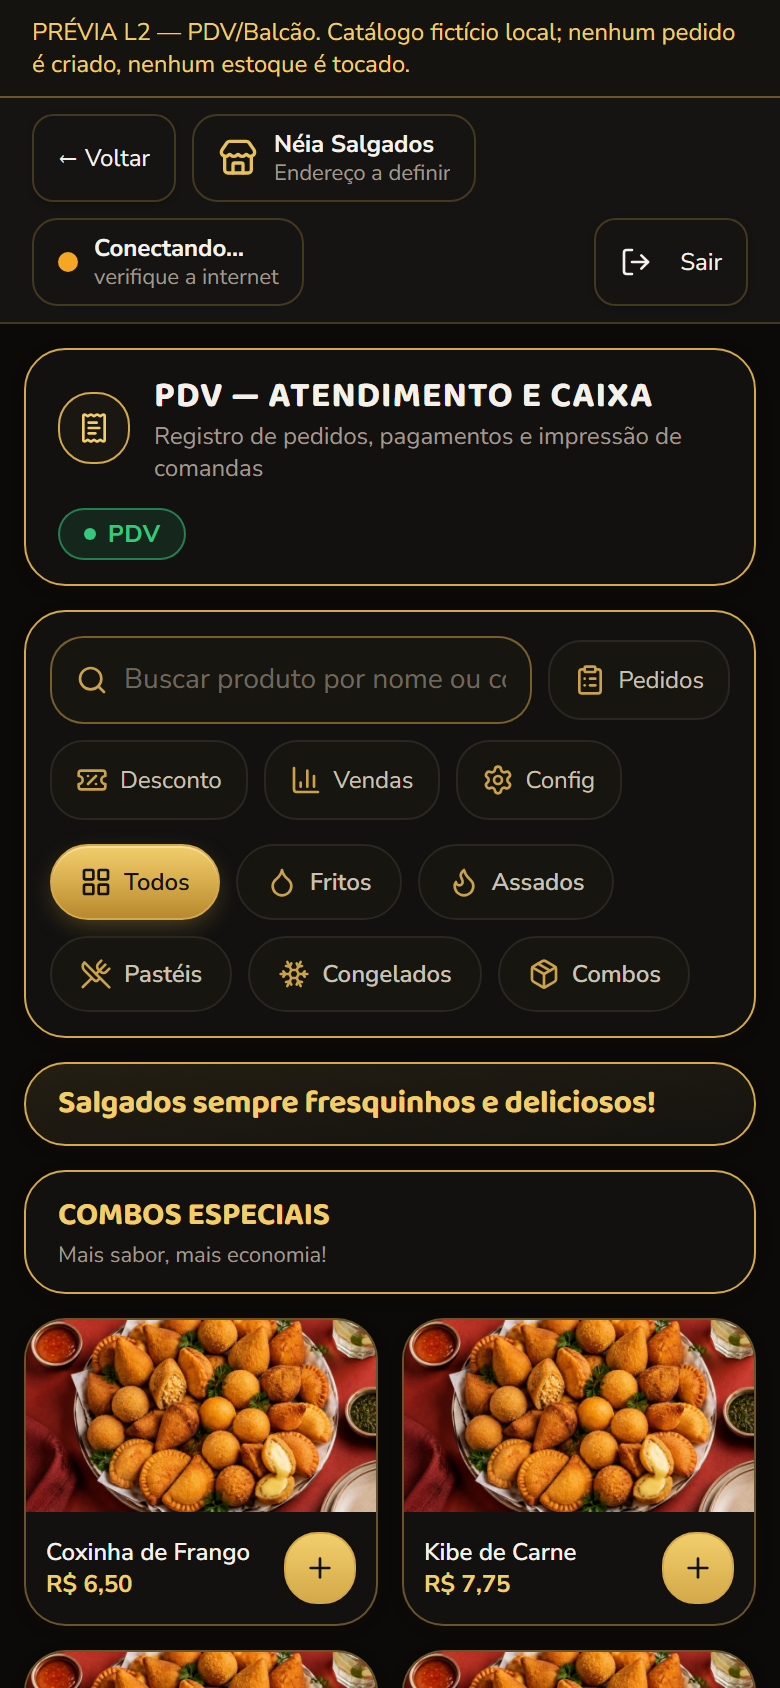 PRÉVIA L2 — PDV/Balcão. Catálogo fictício local; nenhum pedido
é criado, nenhum estoque é tocado.
← Voltar
Néia Salgados
Endereço a definir
Conectando...
verifique a internet
Sair
PDV — ATENDIMENTO E CAIXA
Registro de pedidos, pagamentos e impressão de
comandas
PDV
Buscar produto por nome ou
Pedidos
Desconto
Vendas
Config
Todos
Fritos
Assados
Pastéis
Congelados
Combos
Salgados sempre fresquinhos e deliciosos!
COMBOS ESPECIAIS
Mais sabor, mais economia!
Coxinha de Frango
R$ 6,50
Kibe de Carne
R$ 7,75